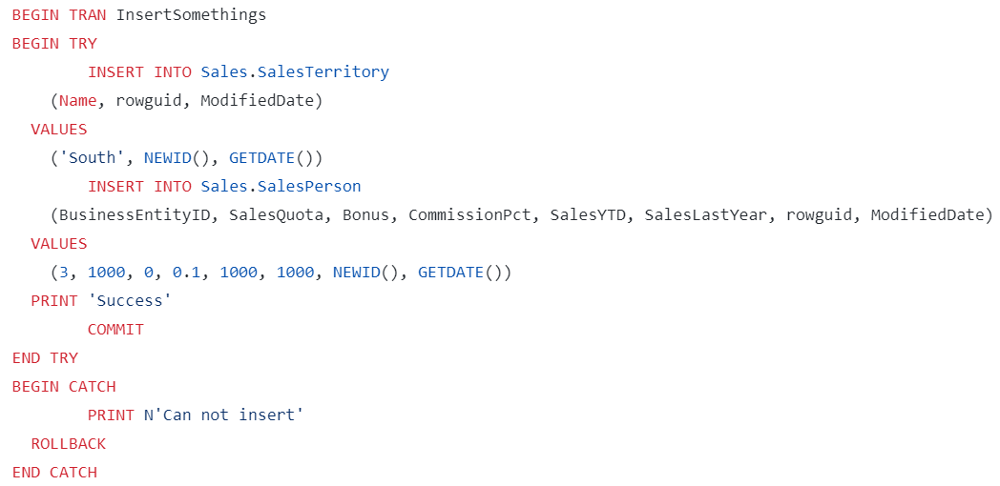 BEGIN TRAN InsertSomethings
BEGIN TRY
        INSERT INTO Sales.SalesTerritory
    (Name, rowguid, ModifiedDate)
  VALUES
    ('South', NEWID(), GETDATE())
        INSERT INTO Sales.SalesPerson
    (BusinessEntityID, SalesQuota, Bonus, CommissionPct, SalesYTD, SalesLastYear, rowguid, ModifiedDate)
  VALUES
    (3, 1000, 0, 0.1, 1000, 1000, NEWID(), GETDATE())
  PRINT 'Success'
        COMMIT
END TRY
BEGIN CATCH
        PRINT N'Can not insert'
  ROLLBACK
END CATCH